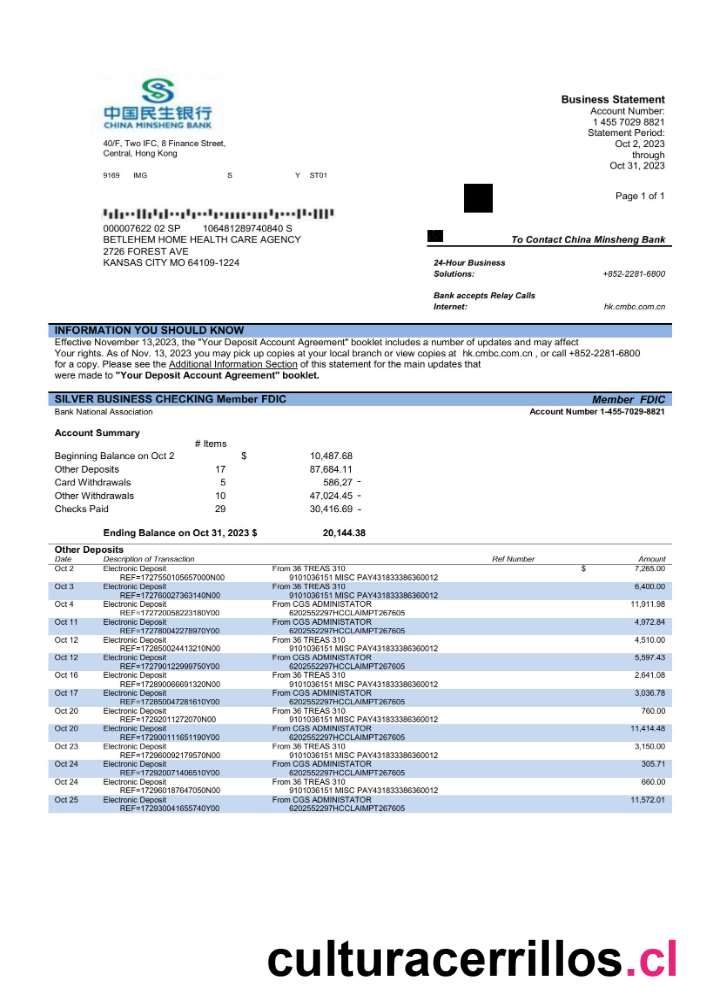 中国民生银行
CHINA MINSHENG BANK
40/F, Two IFC, 8 Finance Street,
Central, Hong Kong
9169 IMG S Y ST01
Business Statement
Account Number:
1 455 7029 8821
Statement Period:
Oct 2, 2023
through
Oct 31, 2023
Page 1 of 1
000007622 02 SP 106481289740840 S
BETLEHEM HOME HEALTH CARE AGENCY
2726 FOREST AVE
KANSAS CITY MO 64109-1224
To Contact China Minsheng Bank
24-Hour Business
Solutions: +852-2281-6800
Bank accepts Relay Calls
Internet: hk.cmbc.com.cn
INFORMATION YOU SHOULD KNOW
Effective November 13,2023, the "Your Deposit Account Agreement" booklet includes a number of updates and may affect
Your rights. As of Nov. 13, 2023 you may pick up copies at your local branch or view copies at hk.cmbc.com.cn , or call +852-2281-6800
for a copy. Please see the Additional Information Section of this statement for the main updates that
were made to "Your Deposit Account Agreement" booklet.
SILVER BUSINESS CHECKING Member FDIC Member FDIC
Bank National Association Account Number 1-455-7029-8821
Account Summary
# Items
Beginning Balance on Oct 2 $ 10,487.68
Other Deposits 17 87,684.11
Card Withdrawals 5 586,27 -
Other Withdrawals 10 47,024.45 -
Checks Paid 29 30,416.69 -
Ending Balance on Oct 31, 2023 $ 20,144.38
Other Deposits
Date Description of Transaction Ref Number Amount
Oct 2 Electronic Deposit From 36 TREAS 310 $ 7,265.00
REF=1727550105657000N00 9101036151 MISC PAY431833386360012
Oct 3 Electronic Deposit From 36 TREAS 310 6,400.00
REF=172760027363140N00 9101036151 MISC PAY431833386360012
Oct 4 Electronic Deposit From CGS ADMINISTATOR 11,911.98
REF=172720058223180Y00 6202552297HCCLAIMPT267605
Oct 11 Electronic Deposit From CGS ADMINISTATOR 4,972.84
REF=172780042278970Y00 6202552297HCCLAIMPT267605
Oct 12 Electronic Deposit From 36 TREAS 310 4,510.00
REF=172850024413210N00 9101036151 MISC PAY431833386360012
Oct 12 Electronic Deposit From CGS ADMINISTATOR 5,597.43
REF=172790122999750Y00 6202552297HCCLAIMPT267605
Oct 16 Electronic Deposit From 36 TREAS 310 2,641.08
REF=172890066691320N00 9101036151 MISC PAY431833386360012
Oct 17 Electronic Deposit From CGS ADMINISTATOR 3,036.78
REF=172850047281610Y00 6202552297HCCLAIMPT267605
Oct 20 Electronic Deposit From 36 TREAS 310 760.00
REF=17292011272070N00 9101036151 MISC PAY431833386360012
Oct 20 Electronic Deposit From CGS ADMINISTATOR 11,414.48
REF=172900111651190Y00 6202552297HCCLAIMPT267605
Oct 23 Electronic Deposit From 36 TREAS 310 3,150.00
REF=172960092179570N00 9101036151 MISC PAY431833386360012
Oct 24 Electronic Deposit From CGS ADMINISTATOR 305.71
REF=172920071406510Y00 6202552297HCCLAIMPT267605
Oct 24 Electronic Deposit From 36 TREAS 310 660.00
REF=172960187647050N00 9101036151 MISC PAY431833386360012
Oct 25 Electronic Deposit From CGS ADMINISTATOR 11,572.01
REF=172930041655740Y00 6202552297HCCLAIMPT267605
culturacerrillos.cl